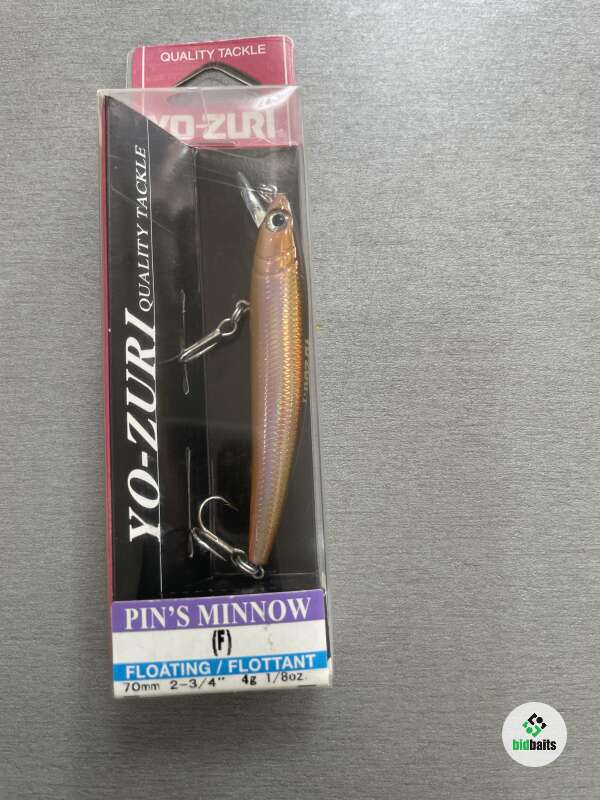 QUALITY TACKLE
YO-ZURI
YO-ZURI QUALITY TACKLE
PIN'S MINNOW
(F)
FLOATING / FLOTTANT
70mm 2-3/4" 4g 1/8oz.
bidbaits